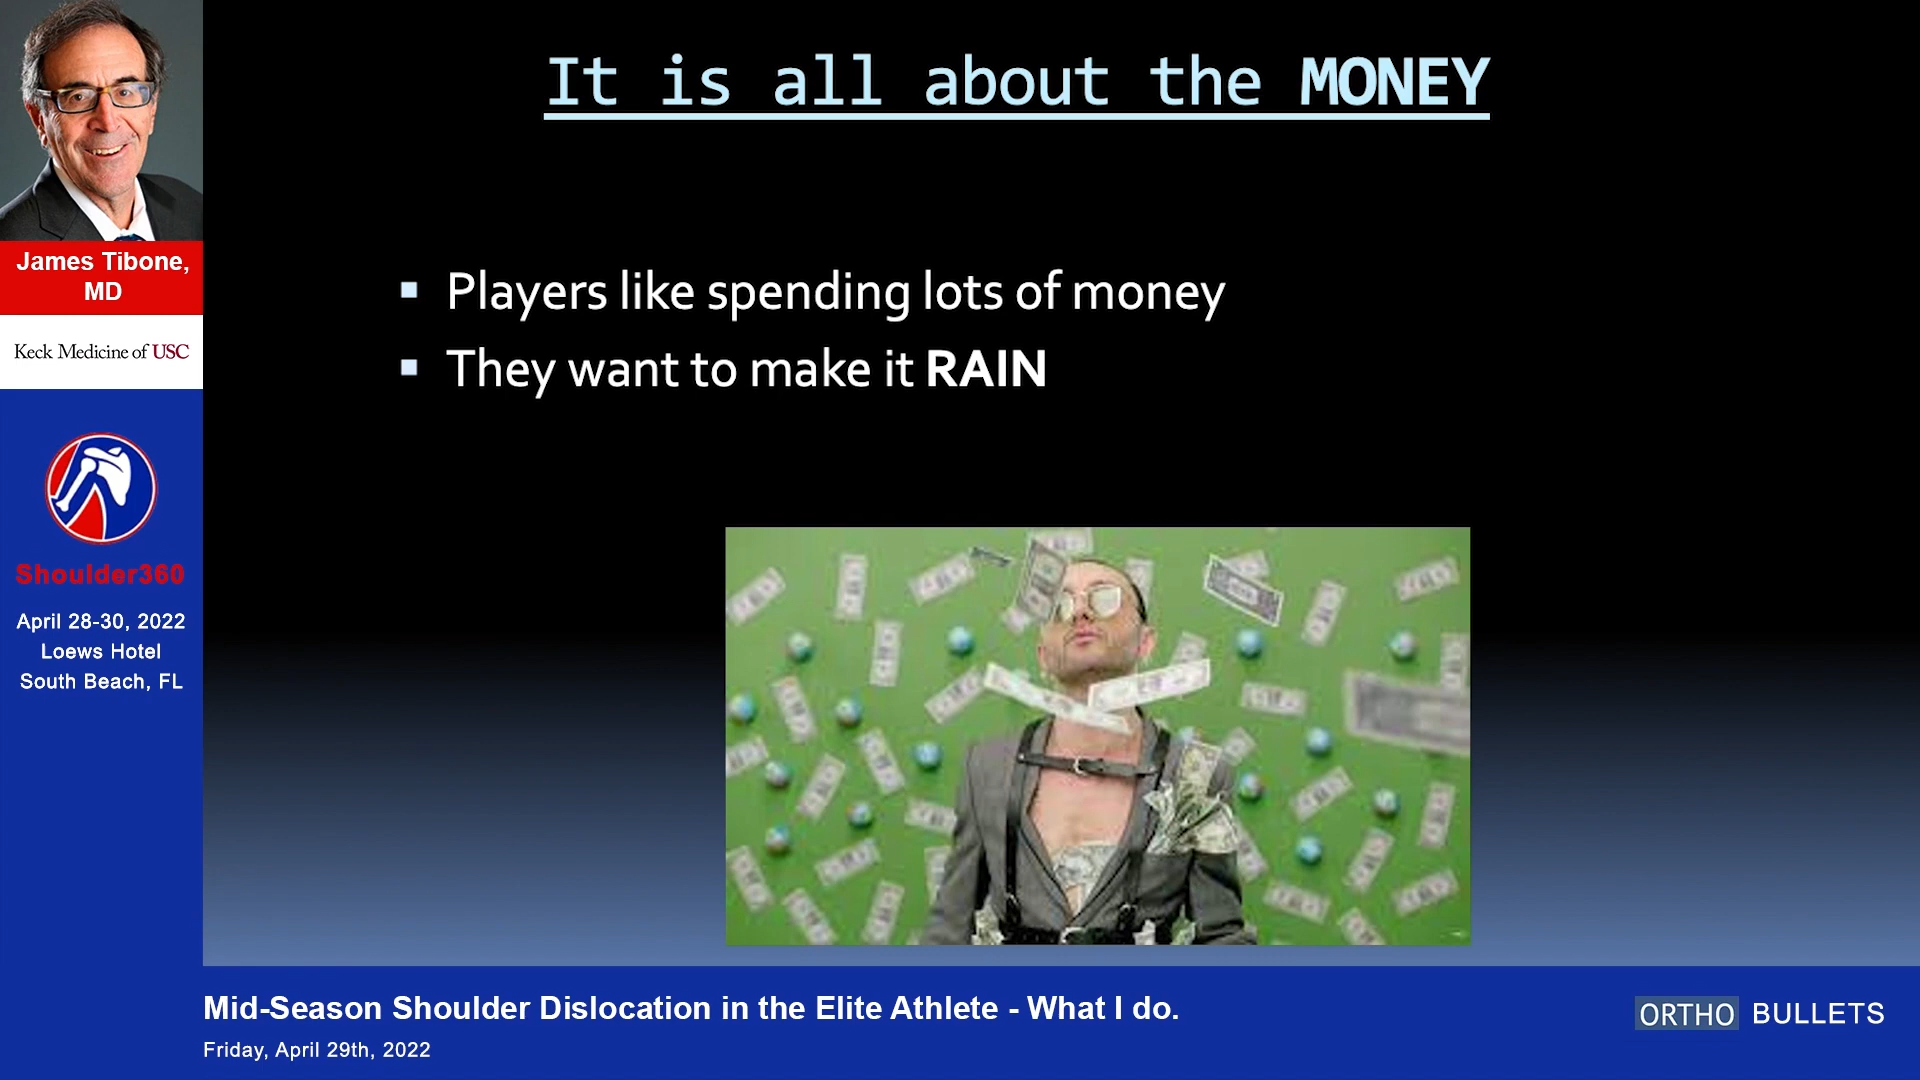 It is all about the MONEY
Players like spending lots of money
They want to make it RAIN
James Tibone,
MD
Keck Medicine of USC
Shoulder360
April 28-30, 2022
Loews Hotel
South Beach, FL
Mid-Season Shoulder Dislocation in the Elite Athlete - What I do.
Friday, April 29th, 2022
ORTHO BULLETS